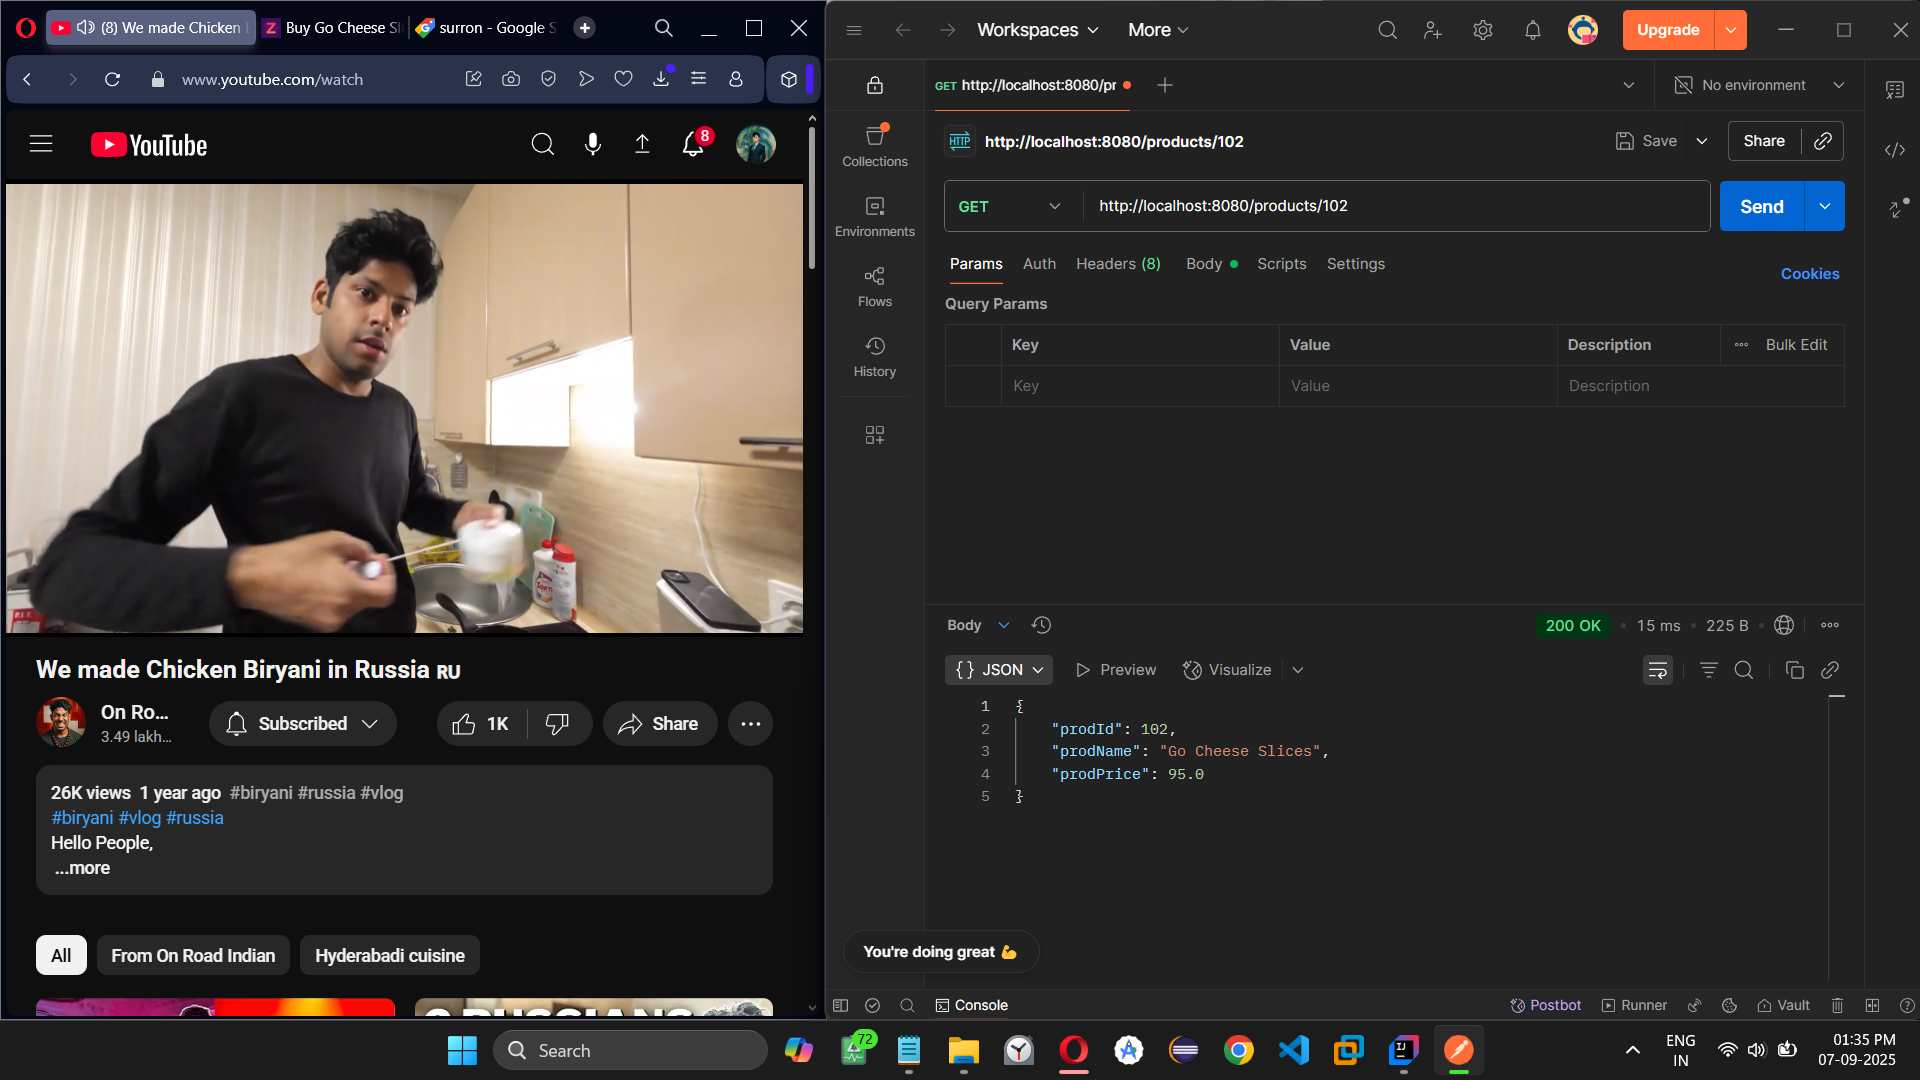 (8) We made Chicken B
Buy Go Cheese Sli
surron - Google S
www.youtube.com/watch
YouTube
8
We made Chicken Biryani in Russia RU
On Ro...
3.49 lakh...
Subscribed
1K
Share
26K views 1 year ago #biryani #russia #vlog
#biryani #vlog #russia
Hello People,
...more
All
From On Road Indian
Hyderabadi cuisine
Workspaces
More
Upgrade
GET http://localhost:8080/pr
No environment
Collections
Environments
Flows
History
HTTP
http://localhost:8080/products/102
Save
Share
GET
http://localhost:8080/products/102
Send
Params
Auth
Headers (8)
Body
Scripts
Settings
Cookies
Query Params
Key
Value
Description
Bulk Edit
Key
Value
Description
Body
200 OK
15 ms
225 B
{} JSON
Preview
Visualize
1 {
2 "prodId": 102,
3 "prodName": "Go Cheese Slices",
4 "prodPrice": 95.0
5 }
You're doing great 💪
Console
Postbot
Runner
Vault
Search
72
ENG
IN
01:35 PM
07-09-2025